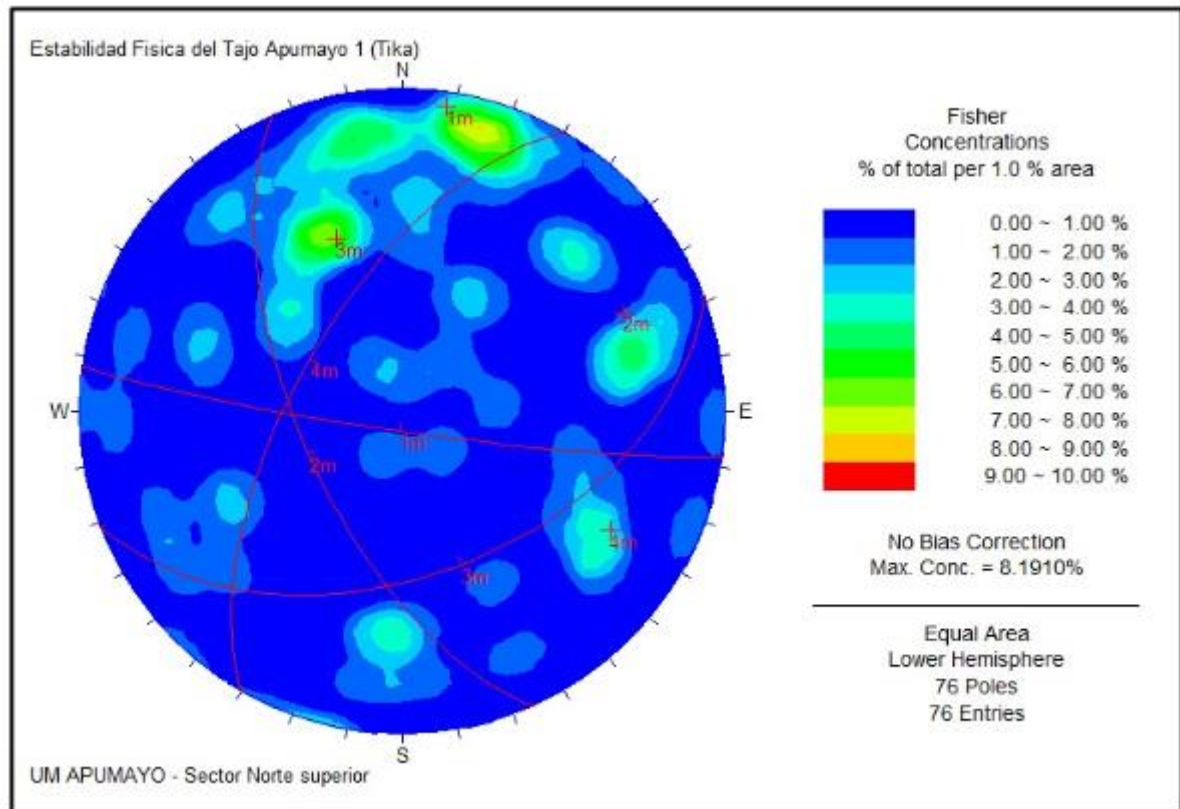 Estabilidad Fisica del Tajo Apumayo 1 (Tika)
N
1m
3m
2m
4m
W
E
1m
2m
4m
3m
S
Fisher
Concentrations
% of total per 1.0 % area
0.00 ~ 1.00 %
1.00 ~ 2.00 %
2.00 ~ 3.00 %
3.00 ~ 4.00 %
4.00 ~ 5.00 %
5.00 ~ 6.00 %
6.00 ~ 7.00 %
7.00 ~ 8.00 %
8.00 ~ 9.00 %
9.00 ~ 10.00 %
No Bias Correction
Max. Conc. = 8.1910%
Equal Area
Lower Hemisphere
76 Poles
76 Entries
UM APUMAYO - Sector Norte superior